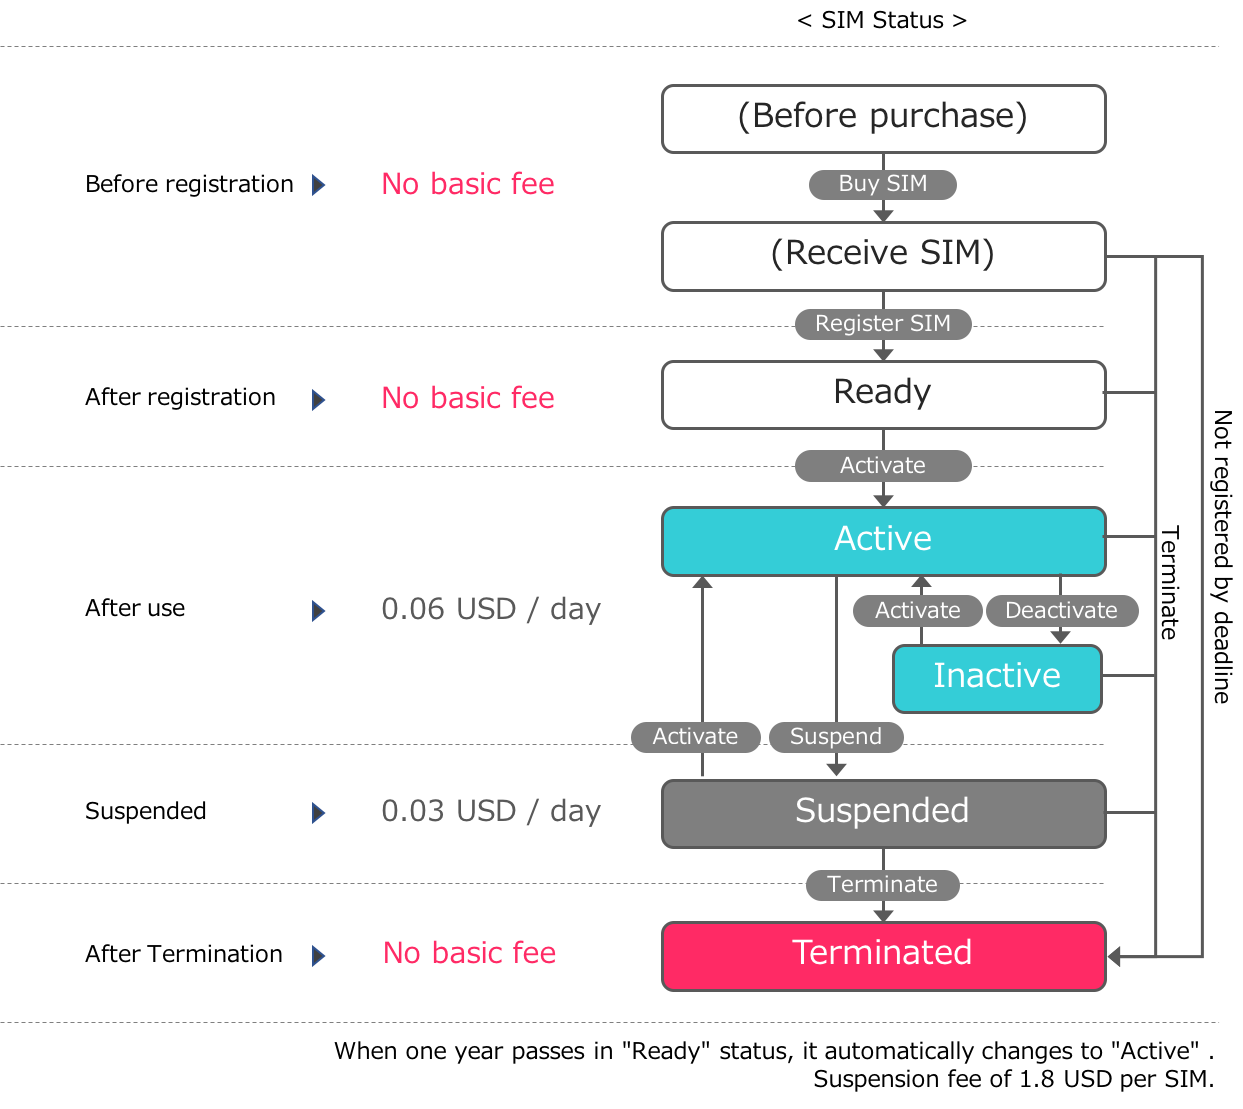 < SIM Status >
(Before purchase)
Before registration
No basic fee
Buy SIM
(Receive SIM)
Register SIM
After registration
No basic fee
Ready
Activate
Active
After use
0.06 USD / day
Activate
Deactivate
Inactive
Activate
Suspend
Suspended
0.03 USD / day
Suspended
Terminate
After Termination
No basic fee
Terminated
Terminate
Not registered by deadline
When one year passes in "Ready" status, it automatically changes to "Active" .
Suspension fee of 1.8 USD per SIM.